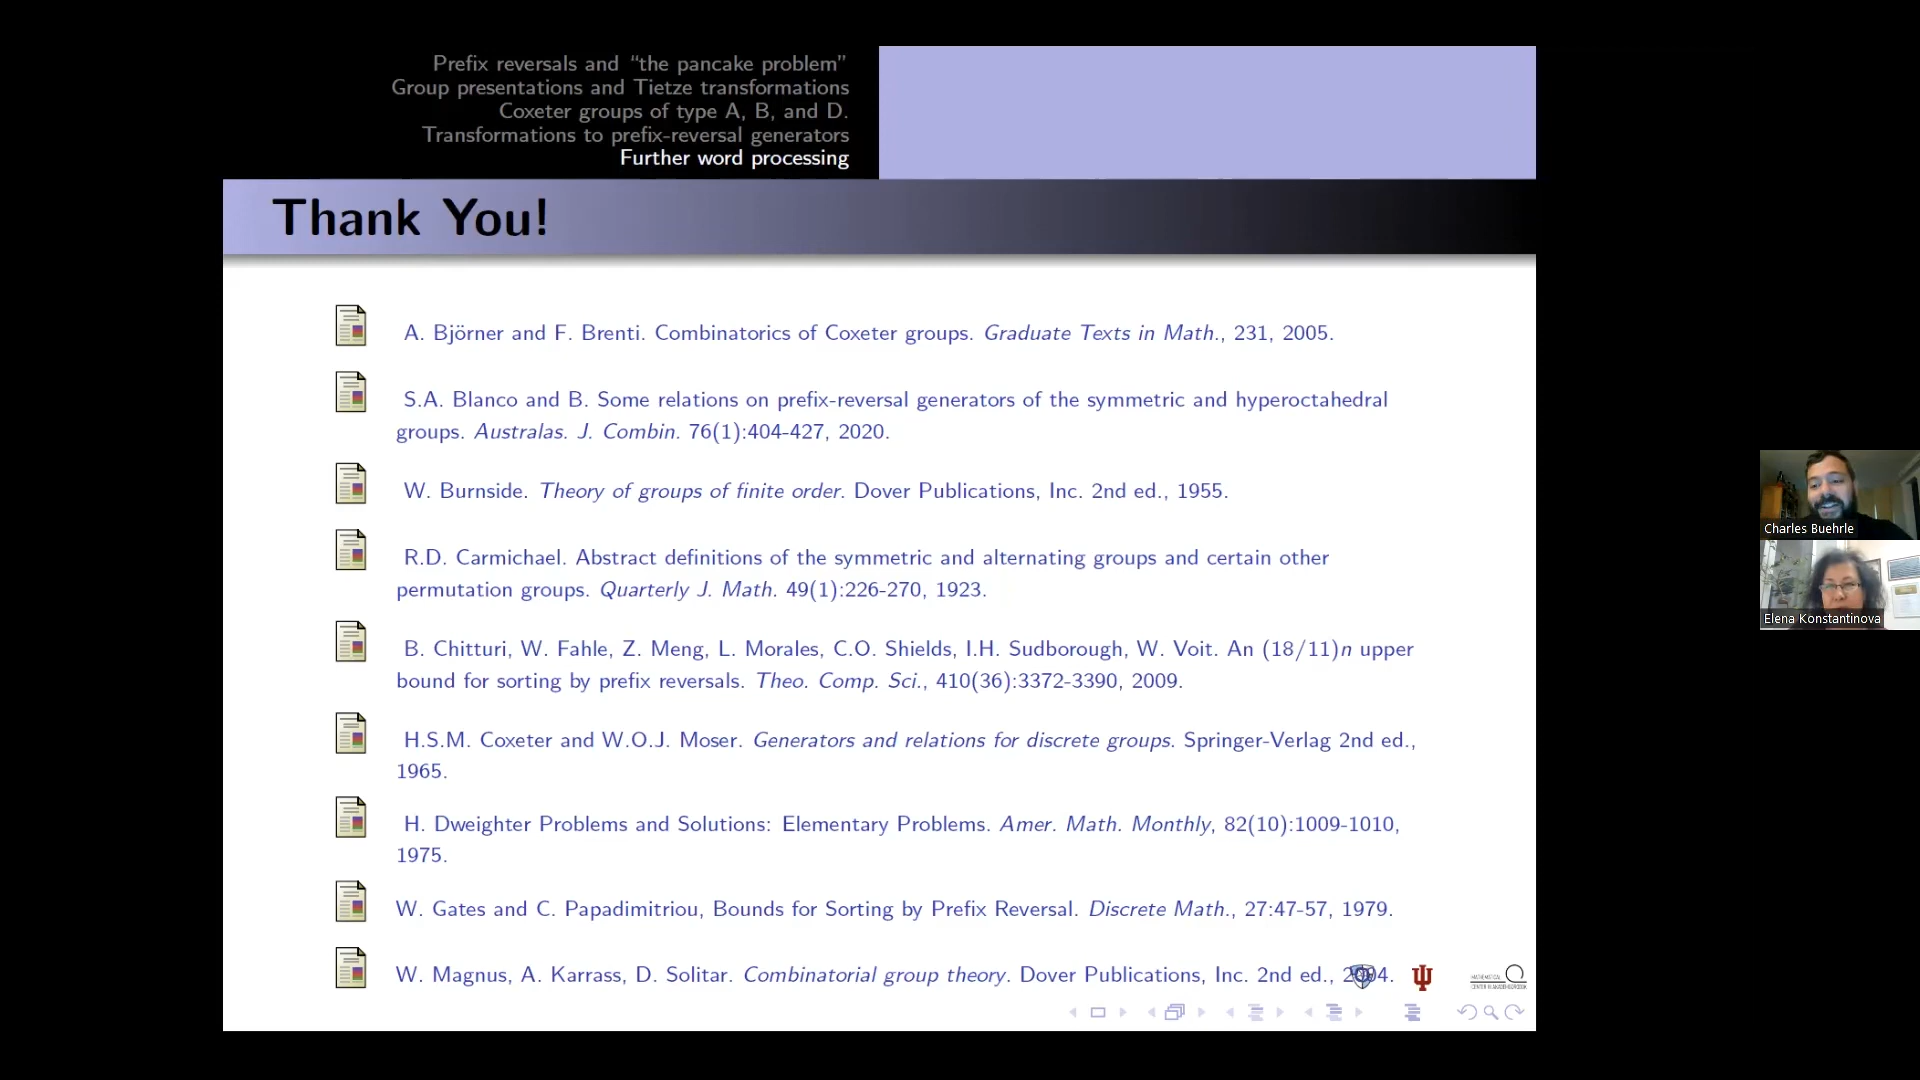 Prefix reversals and “the pancake problem”
Group presentations and Tietze transformations
Coxeter groups of type A, B, and D.
Transformations to prefix-reversal generators
Further word processing
Thank You!
A. Björner and F. Brenti. Combinatorics of Coxeter groups. Graduate Texts in Math., 231, 2005.
S.A. Blanco and B. Some relations on prefix-reversal generators of the symmetric and hyperoctahedral
groups. Australas. J. Combin. 76(1):404-427, 2020.
W. Burnside. Theory of groups of finite order. Dover Publications, Inc. 2nd ed., 1955.
R.D. Carmichael. Abstract definitions of the symmetric and alternating groups and certain other
permutation groups. Quarterly J. Math. 49(1):226-270, 1923.
B. Chitturi, W. Fahle, Z. Meng, L. Morales, C.O. Shields, I.H. Sudborough, W. Voit. An (18/11)n upper
bound for sorting by prefix reversals. Theo. Comp. Sci., 410(36):3372-3390, 2009.
H.S.M. Coxeter and W.O.J. Moser. Generators and relations for discrete groups. Springer-Verlag 2nd ed.,
1965.
H. Dweighter Problems and Solutions: Elementary Problems. Amer. Math. Monthly, 82(10):1009-1010,
1975.
W. Gates and C. Papadimitriou, Bounds for Sorting by Prefix Reversal. Discrete Math., 27:47-57, 1979.
W. Magnus, A. Karrass, D. Solitar. Combinatorial group theory. Dover Publications, Inc. 2nd ed., 2004.
Charles Buehrle
Elena Konstantinova